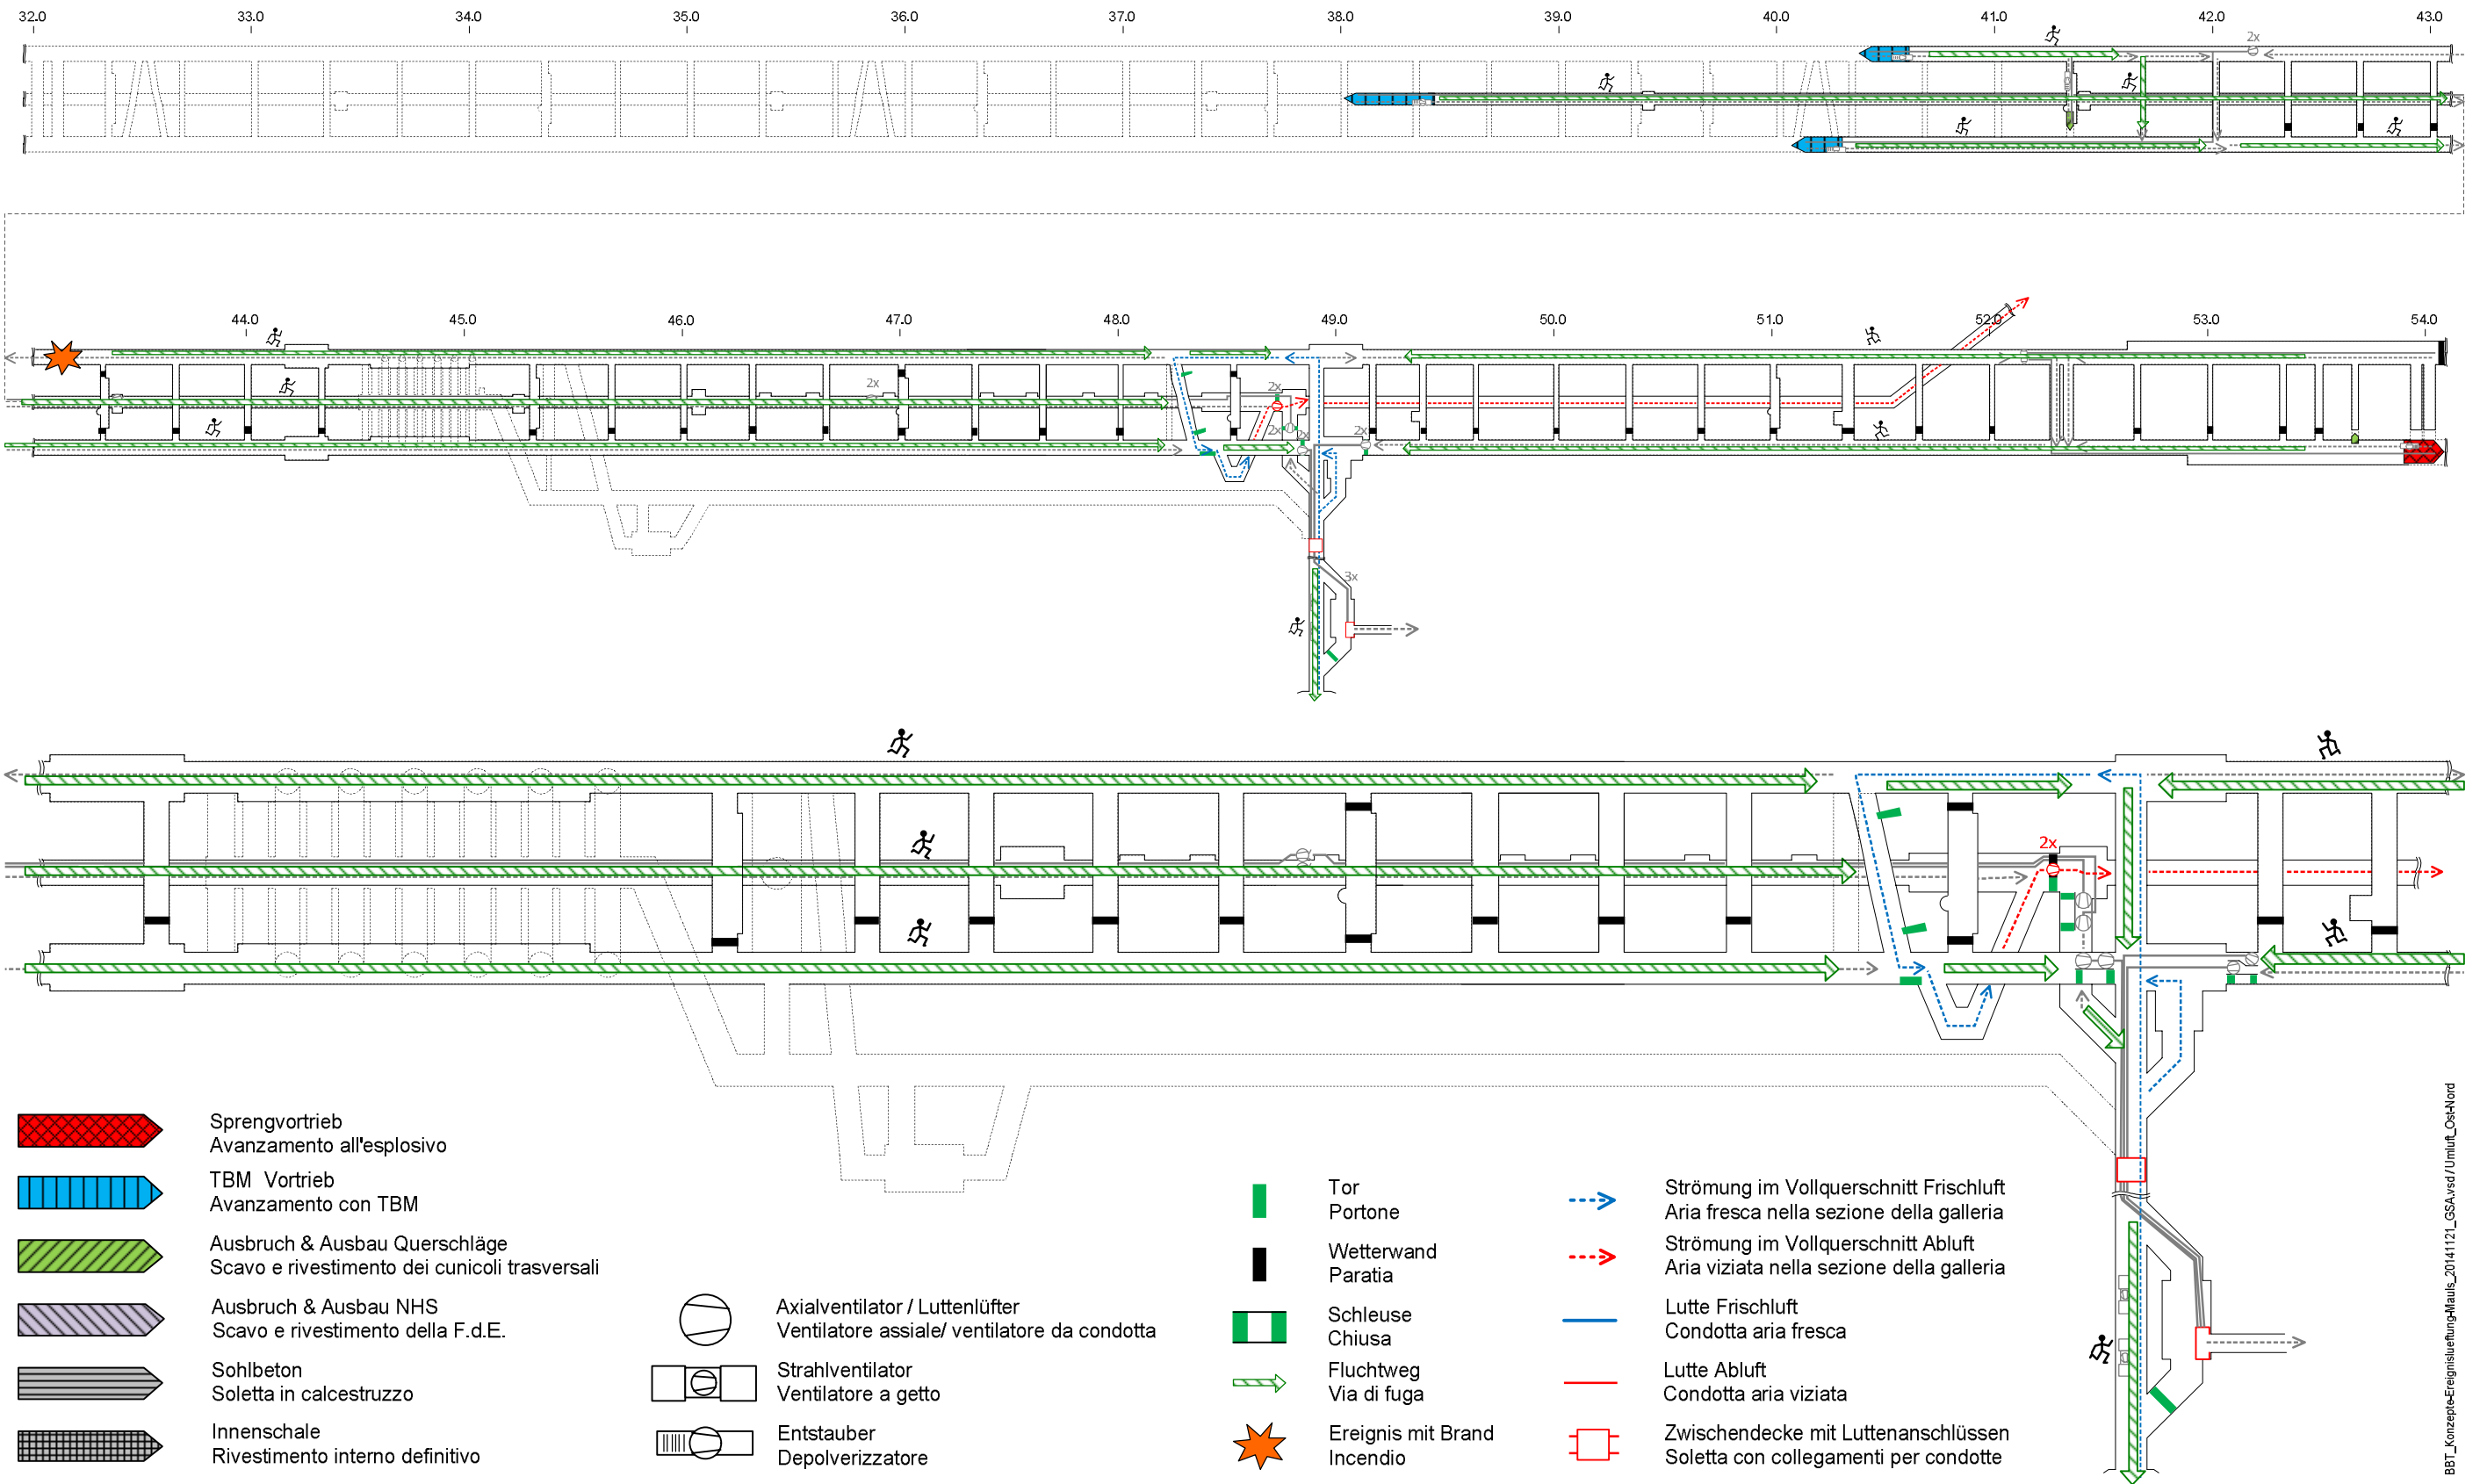 32.0 33.0 34.0 35.0 36.0 37.0 38.0 39.0 40.0 41.0 42.0 43.0
2x
44.0 45.0 46.0 47.0 48.0 49.0 50.0 51.0 52.0 53.0 54.0
2x
2x
2x
2x
2x
3x
2x
Sprengvortrieb
Avanzamento all'esplosivo
TBM Vortrieb
Avanzamento con TBM
Ausbruch & Ausbau Querschläge
Scavo e rivestimento dei cunicoli trasversali
Ausbruch & Ausbau NHS
Scavo e rivestimento della F.d.E.
Sohlbeton
Soletta in calcestruzzo
Innenschale
Rivestimento interno definitivo
Axialventilator / Luttenlüfter
Ventilatore assiale/ ventilatore da condotta
Strahlventilator
Ventilatore a getto
Entstauber
Depolverizzatore
Tor
Portone
Wetterwand
Paratia
Schleuse
Chiusa
Fluchtweg
Via di fuga
Ereignis mit Brand
Incendio
Strömung im Vollquerschnitt Frischluft
Aria fresca nella sezione della galleria
Strömung im Vollquerschnitt Abluft
Aria viziata nella sezione della galleria
Lutte Frischluft
Condotta aria fresca
Lutte Abluft
Condotta aria viziata
Zwischendecke mit Luttenanschlüssen
Soletta con collegamenti per condotte
BBT_Konzepte-Ereignislueftung-Mauls_20141121_GSA.vsd / Umluft_Ost-Nord